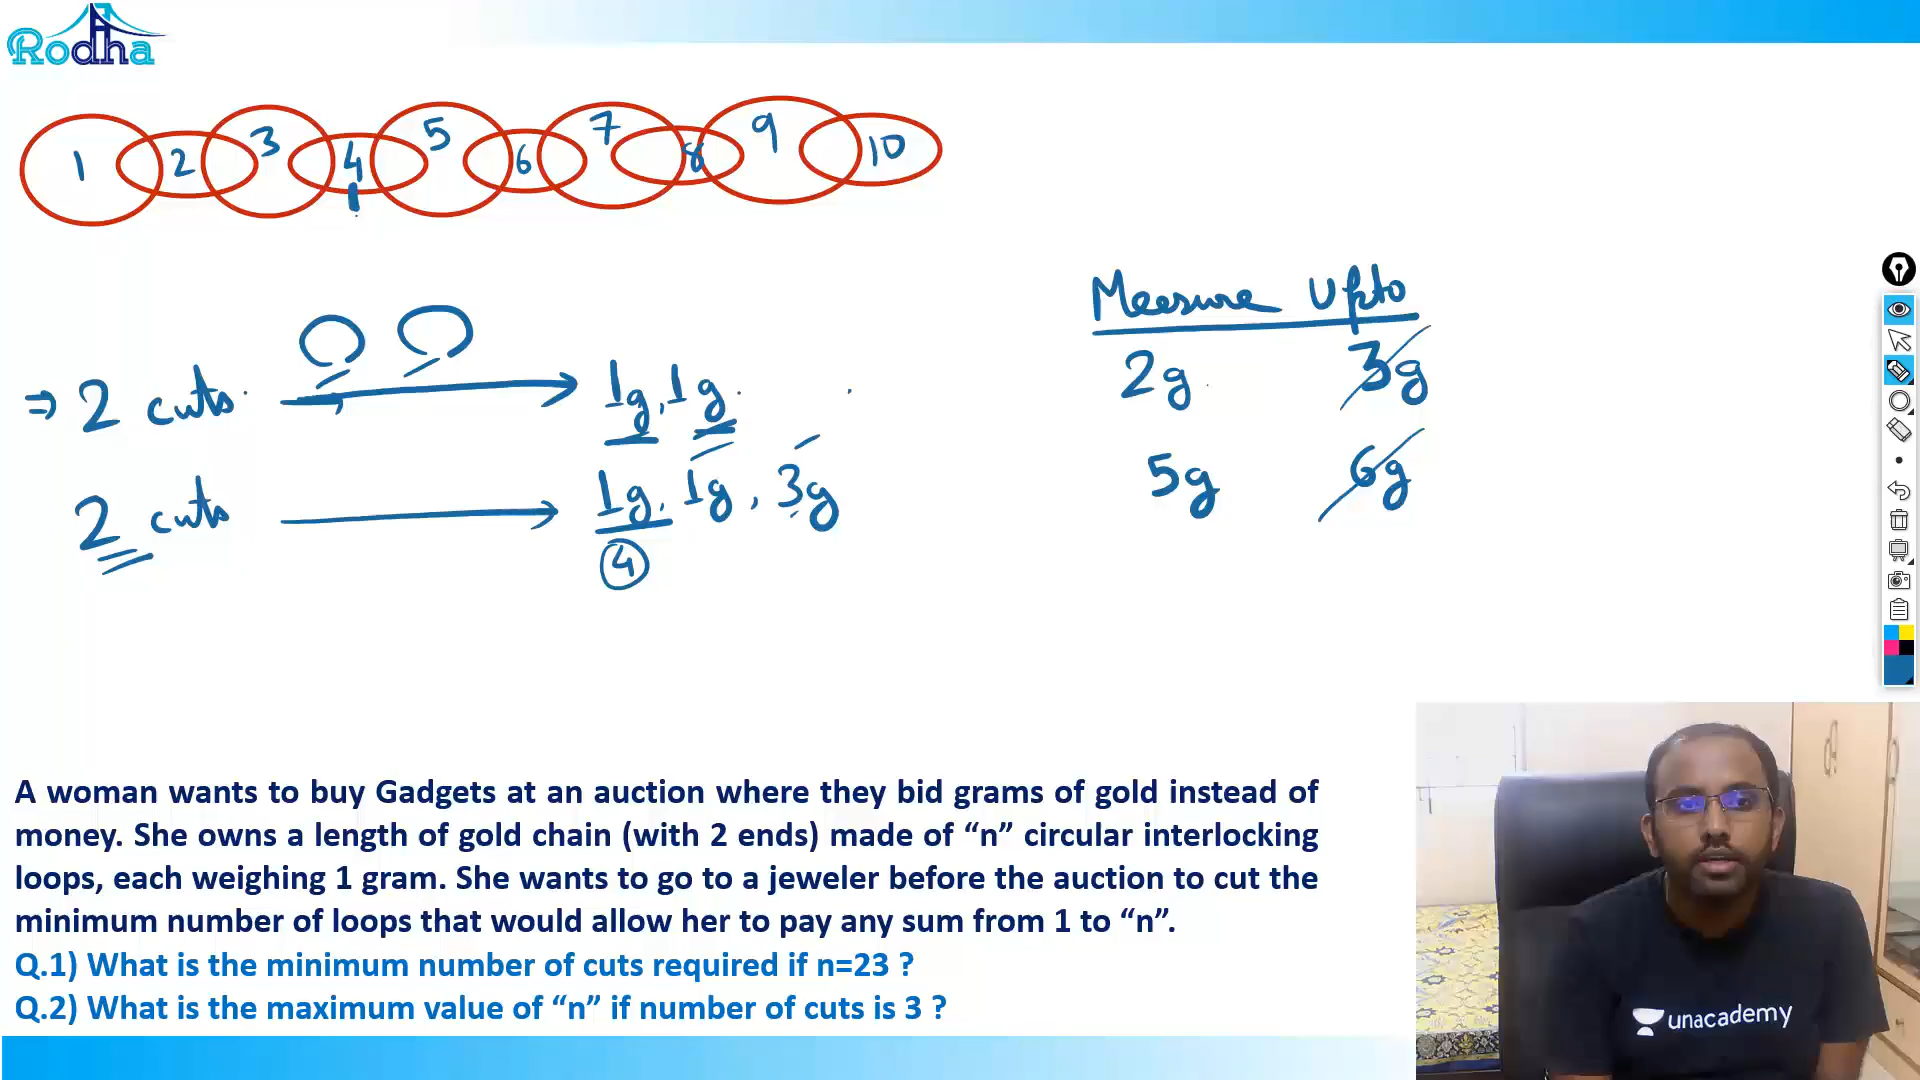 Rodha
1 2 3 4 5 6 7 8 9 10
Measure Upto
⇒ 2 cuts → 1g, 1g
2g 3g
2 cuts → 1g, 1g, 3g
5g 6g
4
A woman wants to buy Gadgets at an auction where they bid grams of gold instead of
money. She owns a length of gold chain (with 2 ends) made of “n” circular interlocking
loops, each weighing 1 gram. She wants to go to a jeweler before the auction to cut the
minimum number of loops that would allow her to pay any sum from 1 to “n”.
Q.1) What is the minimum number of cuts required if n=23 ?
Q.2) What is the maximum value of “n” if number of cuts is 3 ?
unacademy